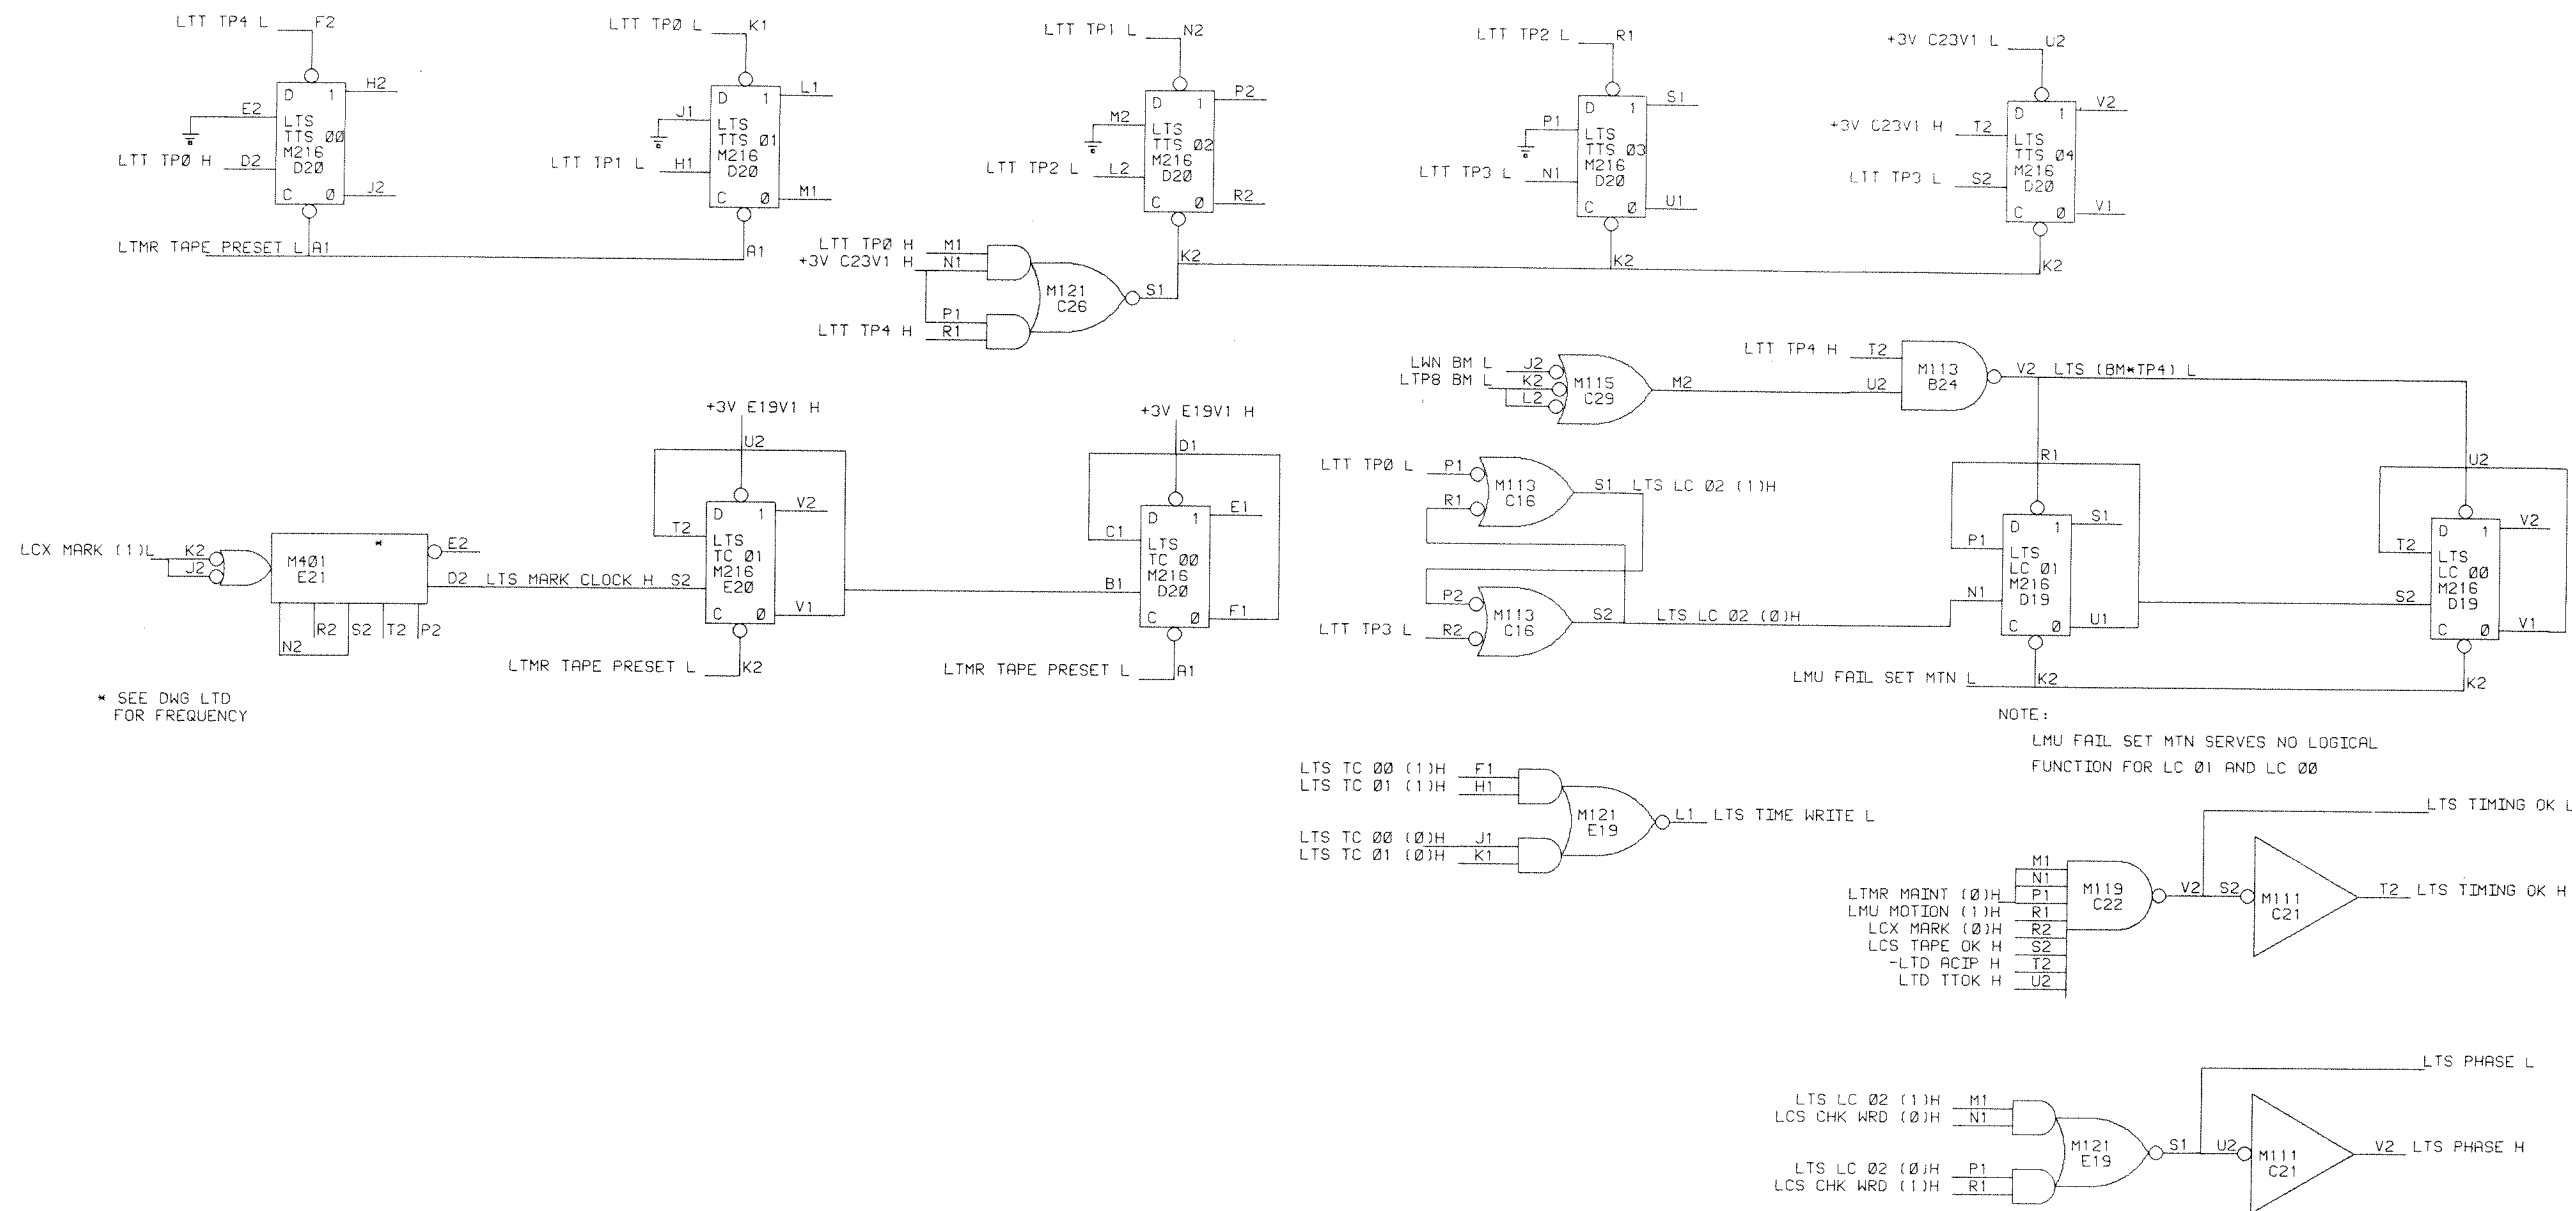 LTT TP4 L F2
H2
D 1
E2
LTS
TTS 00
M216
D20
LTT TP0 H D2
J2
C 0
LTMR TAPE PRESET L A1
LTT TP0 L K1
L1
D 1
J1
LTS
TTS 01
M216
D20
LTT TP1 L H1
M1
C 0
A1
LTT TP1 L N2
P2
D 1
M2
LTS
TTS 02
M216
D20
LTT TP2 L L2
R2
C 0
K2
LTT TP2 L R1
S1
D 1
P1
LTS
TTS 03
M216
D20
LTT TP3 L N1
U1
C 0
K2
+3V C23V1 L U2
V2
D 1
+3V C23V1 H T2
LTS
TTS 04
M216
D20
LTT TP3 L S2
V1
C 0
K2
LTT TP0 H M1
+3V C23V1 H N1
M121
C26
S1
P1
LTT TP4 H R1
LWN BM L J2
LTP8 BM L K2
L2
M115
C29
M2
LTT TP4 H T2
U2
M113
B24
V2 LTS (BM*TP4) L
LCX MARK (1)L K2
J2
M401
E21
*
E2
D2 LTS MARK CLOCK H S2
N2 R2 S2 T2 P2
* SEE DWG LTD
FOR FREQUENCY
+3V E19V1 H
U2
D 1
V2
T2
LTS
TC 01
M216
E20
C 0
V1
LTMR TAPE PRESET L K2
+3V E19V1 H
D1
D 1
E1
C1
LTS
TC 00
M216
D20
B1
C 0
F1
LTMR TAPE PRESET L A1
LTT TP0 L P1
R1
M113
C16
S1 LTS LC 02 (1)H
P2
LTT TP3 L R2
M113
C16
S2 LTS LC 02 (0)H
R1
D 1
S1
P1
LTS
LC 01
M216
D19
N1
C 0
U1
LMU FAIL SET MTN L K2
U2
D 1
V2
T2
LTS
LC 00
M216
D19
S2
C 0
V1
K2
NOTE:
LMU FAIL SET MTN SERVES NO LOGICAL
FUNCTION FOR LC 01 AND LC 00
LTS TC 00 (1)H F1
LTS TC 01 (1)H H1
M121
E19
L1 LTS TIME WRITE L
LTS TC 00 (0)H J1
LTS TC 01 (0)H K1
M1
N1
LTMR MAINT (0)H P1
LMU MOTION (1)H R1
LCX MARK (0)H R2
LCS TAPE OK H S2
-LTD ACIP H T2
LTD TTOK H U2
M119
C22
V2 S2
M111
C21
LTS TIMING OK L
T2 LTS TIMING OK H
LTS LC 02 (1)H M1
LCS CHK WRD (0)H N1
LTS LC 02 (0)H P1
LCS CHK WRD (1)H R1
M121
E19
S1 U2
M111
C21
LTS PHASE L
V2 LTS PHASE H